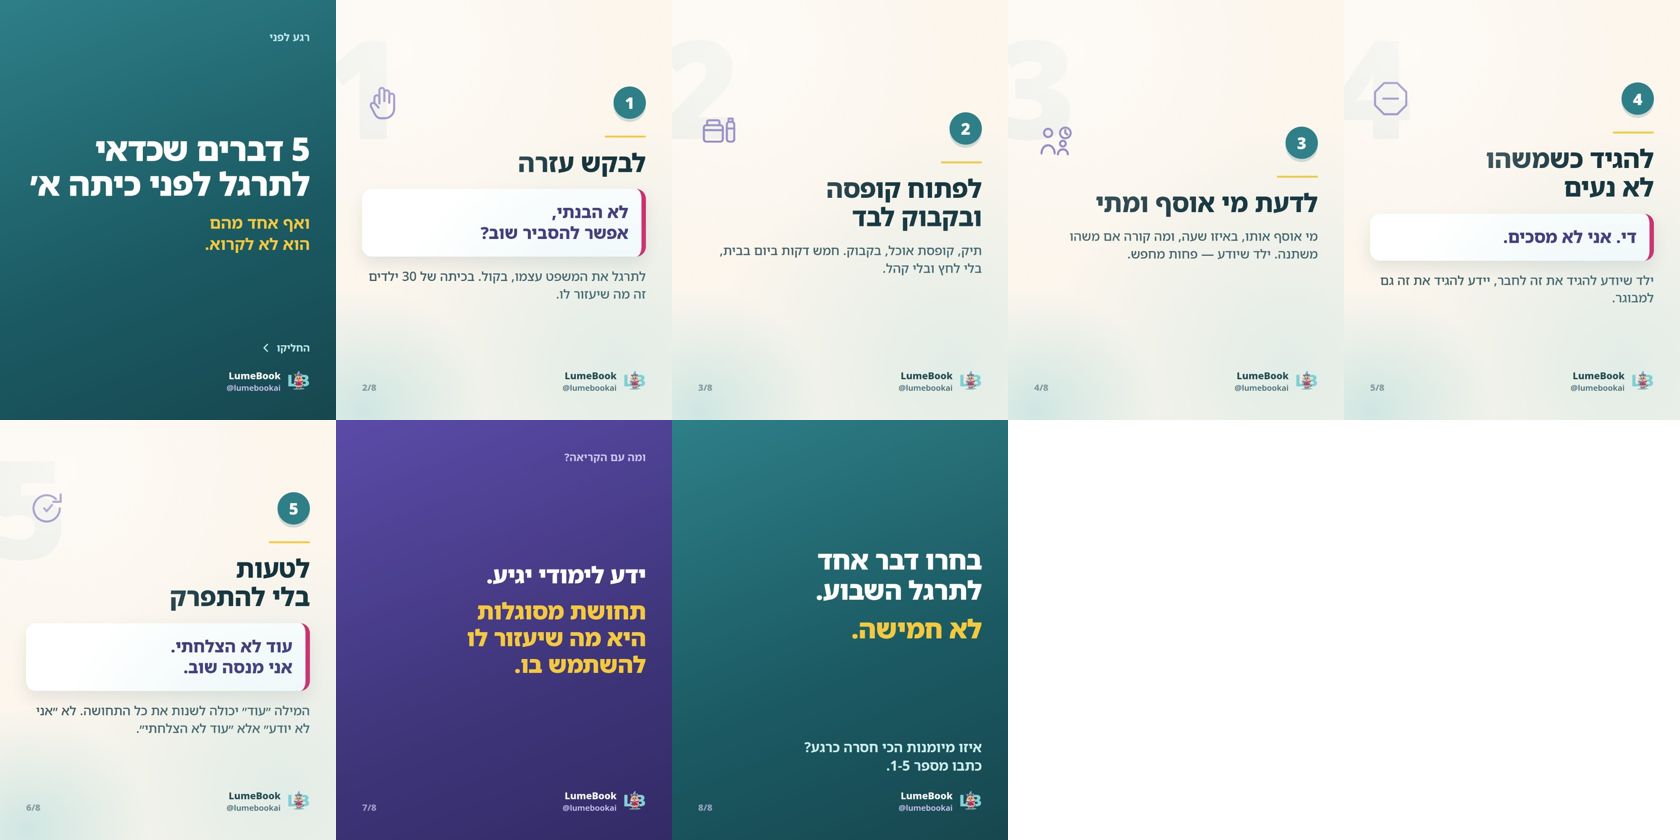 רגע לפני
5 דברים שכדאי
לתרגל לפני כיתה א׳
ואף אחד מהם
הוא לא לקרוא.
החליקו
LumeBook
@lumebookai
1
1
לבקש עזרה
לא הבנתי,
אפשר להסביר שוב?
לתרגל את המשפט עצמו, בקול. בכיתה של 30 ילדים
זה מה שיעזור לו.
LumeBook
@lumebookai
2/8
2
2
לפתוח קופסה
ובקבוק לבד
תיק, קופסת אוכל, בקבוק. חמש דקות ביום בבית,
בלי לחץ ובלי קהל.
LumeBook
@lumebookai
3/8
3
3
לדעת מי אוסף ומתי
מי אוסף אותו, באיזו שעה, ומה קורה אם משהו
משתנה. ילד שיודע — פחות מחפש.
LumeBook
@lumebookai
4/8
4
4
להגיד כשמשהו
לא נעים
די. אני לא מסכים.
ילד שיודע להגיד את זה לחבר, יידע להגיד את זה גם
למבוגר.
LumeBook
@lumebookai
5/8
5
5
לטעות
בלי להתפרק
עוד לא הצלחתי.
אני מנסה שוב.
המילה ״עוד״ יכולה לשנות את כל התחושה. לא ״אני
לא יודע״ אלא ״עוד לא הצלחתי״.
LumeBook
@lumebookai
6/8
ומה עם הקריאה?
ידע לימודי יגיע.
תחושת מסוגלות
היא מה שיעזור לו
להשתמש בו.
LumeBook
@lumebookai
7/8
בחרו דבר אחד
לתרגל השבוע.
לא חמישה.
איזו מיומנות הכי חסרה כרגע?
כתבו מספר 1-5.
LumeBook
@lumebookai
8/8